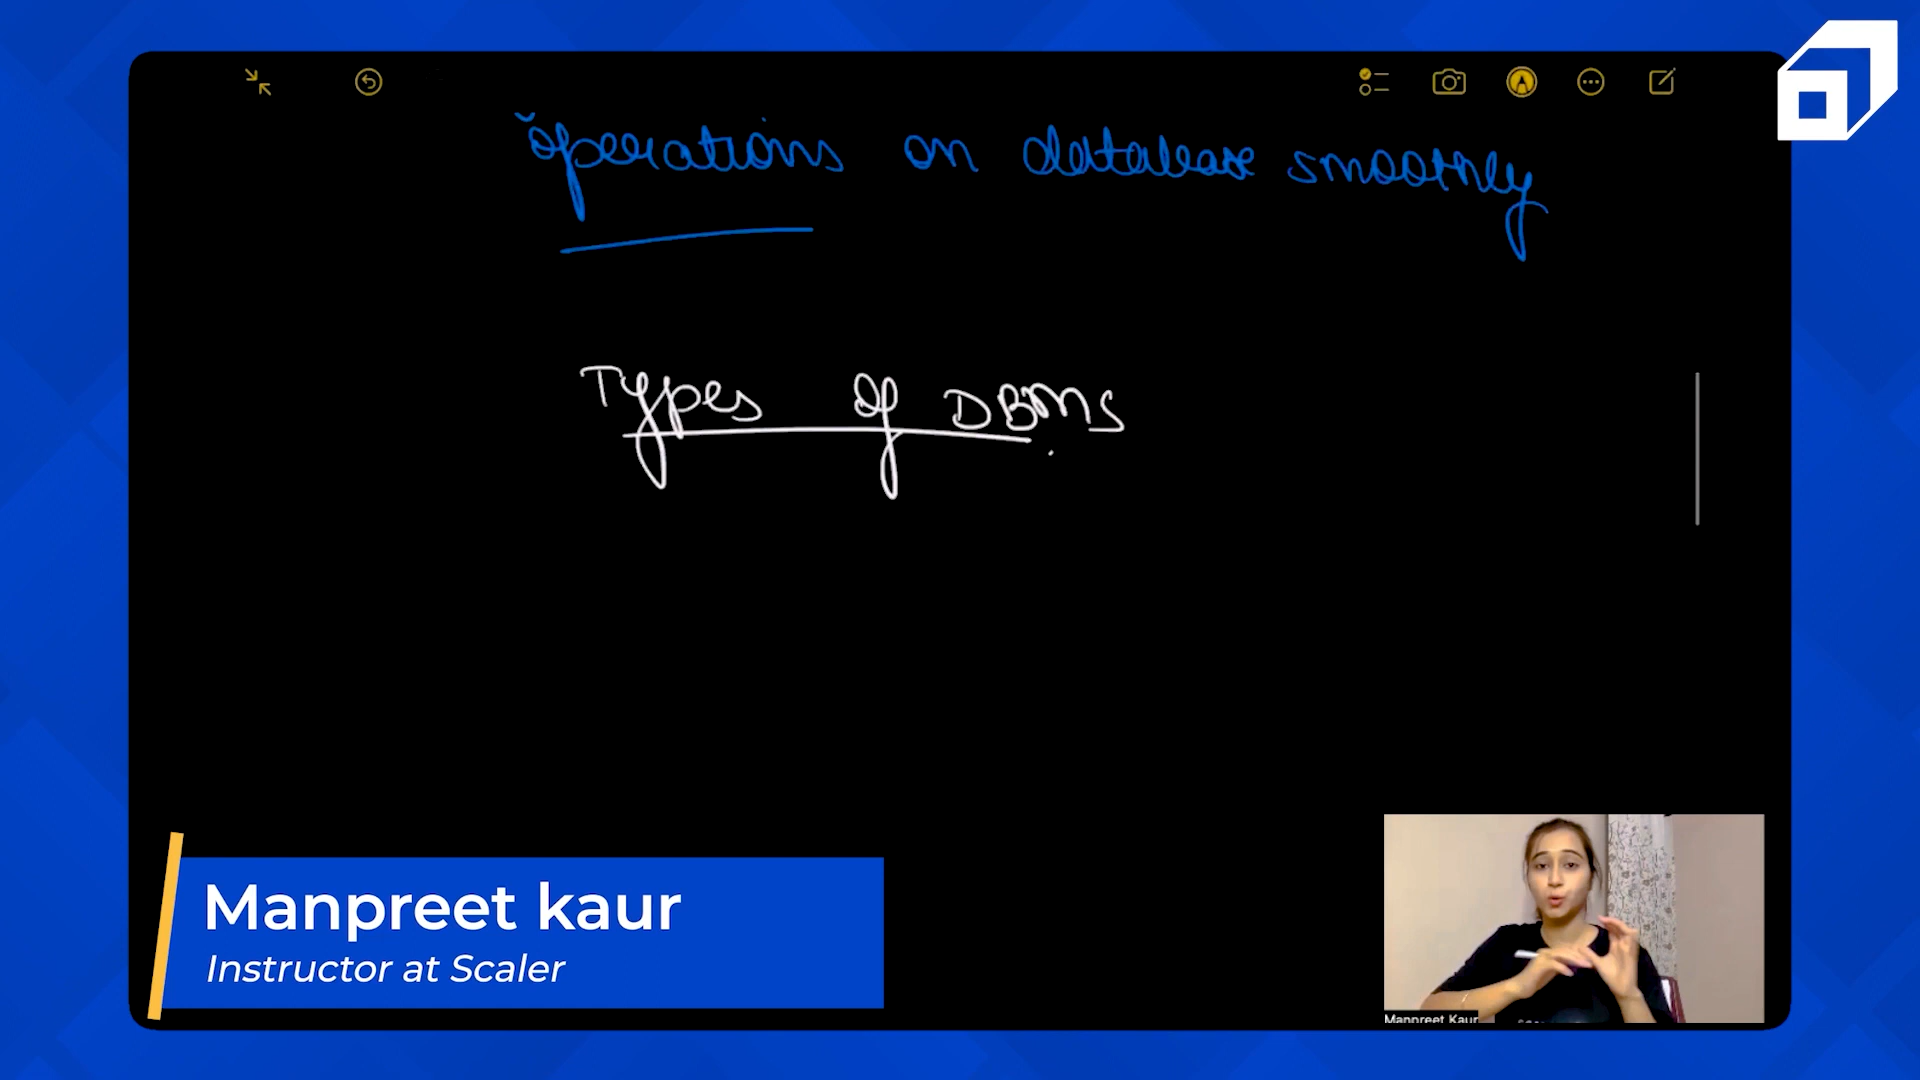 operations on database smoothly
Types of DBMS
Manpreet kaur
Instructor at Scaler
Manpreet Kaur